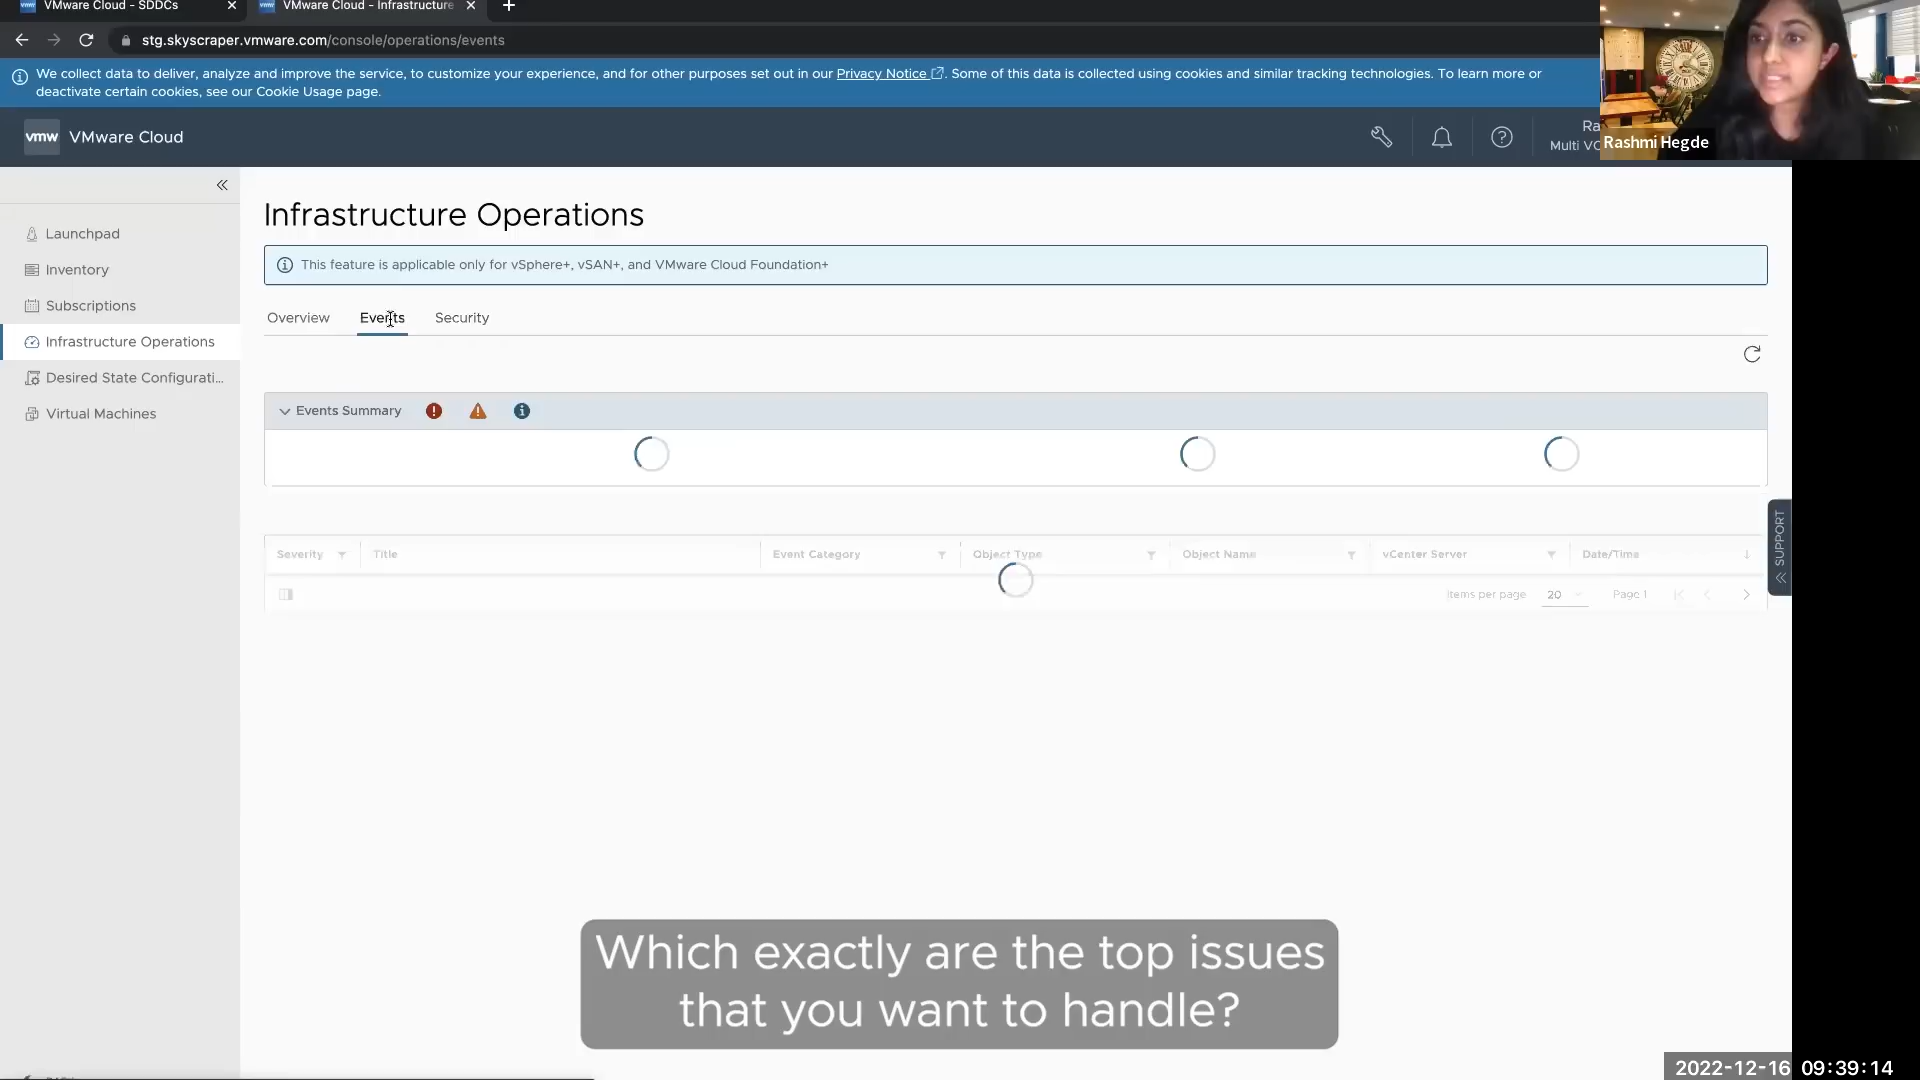 VMware Cloud - SDDCs
VMware Cloud - Infrastructure
stg.skyscraper.vmware.com/console/operations/events
We collect data to deliver, analyze and improve the service, to customize your experience, and for other purposes set out in our Privacy Notice. Some of this data is collected using cookies and similar tracking technologies. To learn more or
deactivate certain cookies, see our Cookie Usage page.
vmw VMware Cloud
Ra
Multi VC
Rashmi Hegde
Launchpad
Inventory
Subscriptions
Infrastructure Operations
Desired State Configurati...
Virtual Machines
Infrastructure Operations
This feature is applicable only for vSphere+, vSAN+, and VMware Cloud Foundation+
Overview Events Security
Events Summary
Severity Title Event Category Object Type Object Name vCenter Server Date/Time
Items per page 20 Page 1
SUPPORT
Which exactly are the top issues
that you want to handle?
2022-12-16 09:39:14